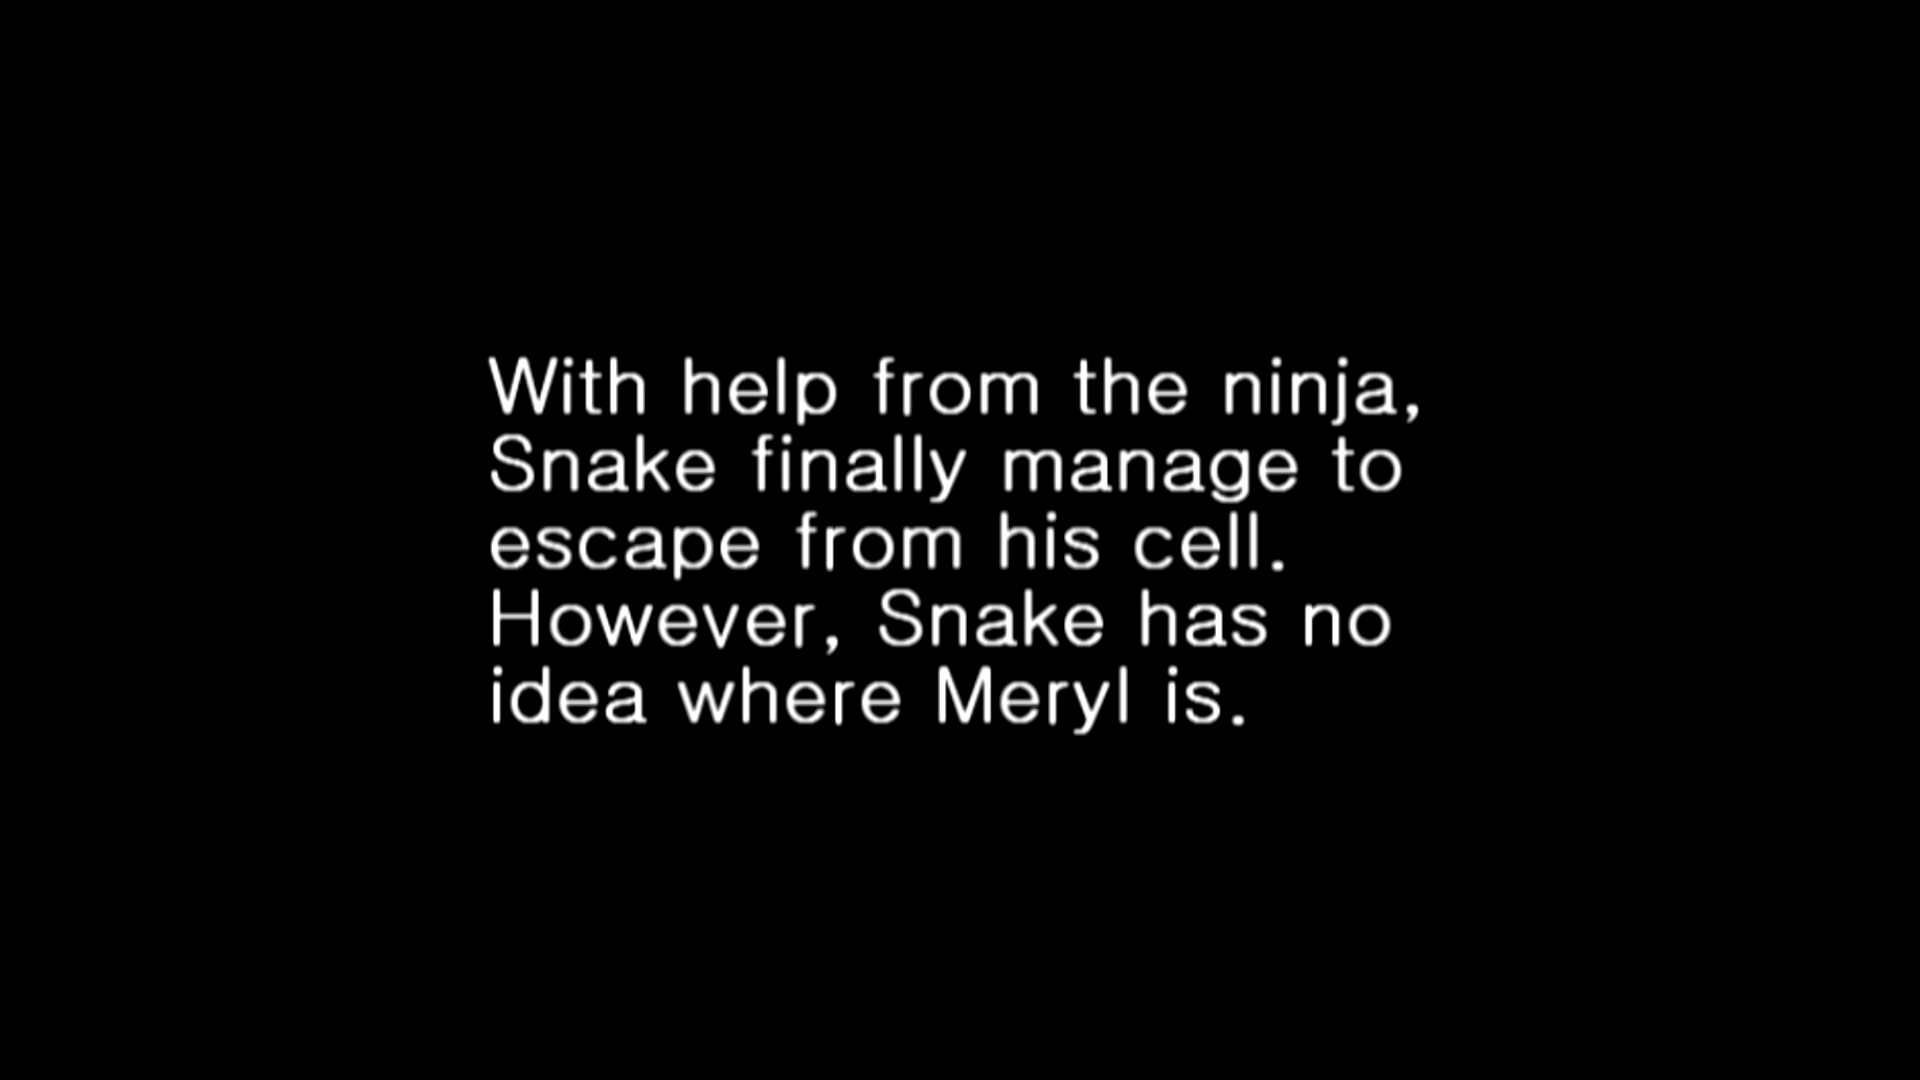 With help from the ninja,
Snake finally manage to
escape from his cell.
However, Snake has no
idea where Meryl is.